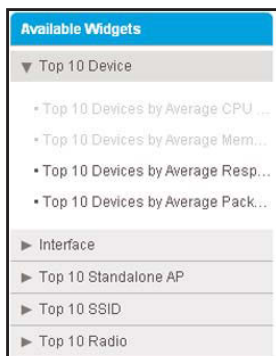 Available Widgets
Top 10 Device
• Top 10 Devices by Average CPU ...
• Top 10 Devices by Average Mem...
• Top 10 Devices by Average Resp...
• Top 10 Devices by Average Pack...
Interface
Top 10 Standalone AP
Top 10 SSID
Top 10 Radio